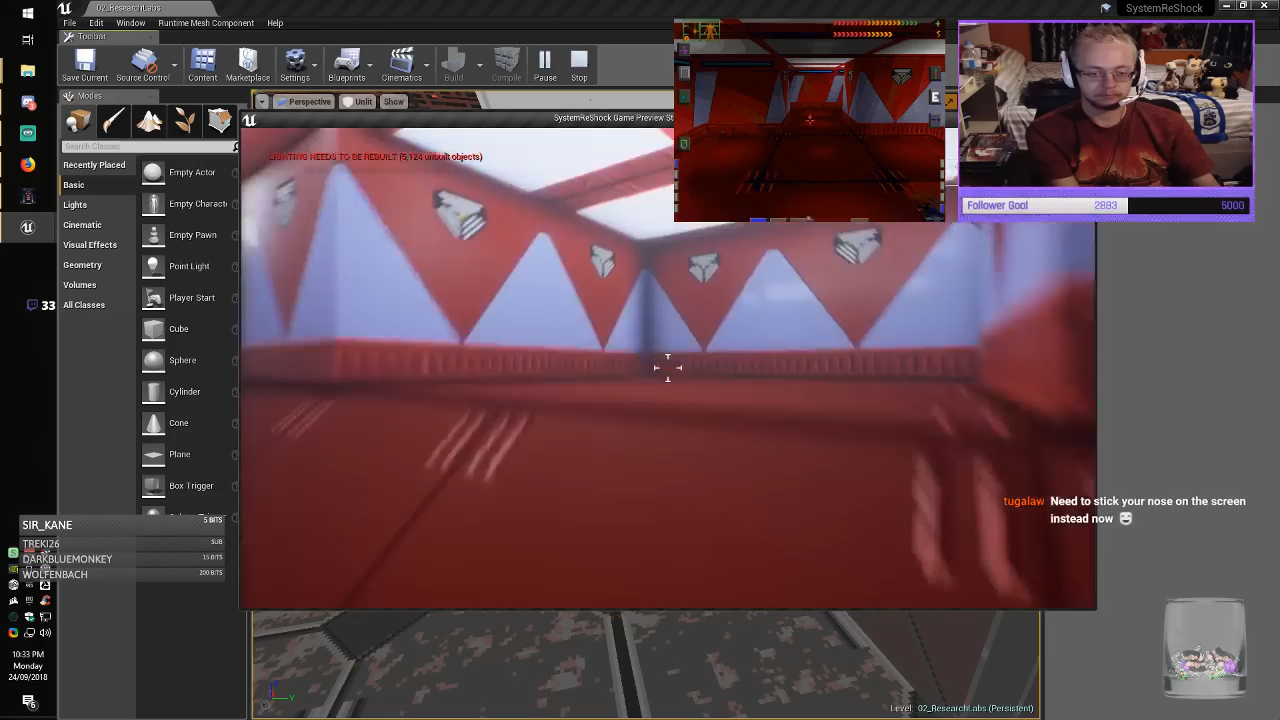 02_ResearchLabs
SystemReShock
File Edit Window Runtime Mesh Component Help
Toolbar
Save Current Source Control Content Marketplace Settings Blueprints Cinematics Build Compile Pause Stop
Modes
Perspective Unlit Show
SystemReShock Game Preview St
Search Classes
LIGHTING NEEDS TO BE REBUILT (5,124 unbuilt objects)
Recently Placed
Basic
Lights
Cinematic
Visual Effects
Geometry
Volumes
All Classes
Empty Actor
Empty Charact
Empty Pawn
Point Light
Player Start
Cube
Sphere
Cylinder
Cone
Plane
Box Trigger
E
Follower Goal 2883 5000
33
tugalaw Need to stick your nose on the screen
instead now
SIR_KANE 5 BITS
TREKI26 SUB
DARKBLUEMONKEY 15 BITS
WOLFENBACH 200 BITS
10:33 PM
Monday
24/09/2018
Y
Level: 02_ResearchLabs (Persistent)